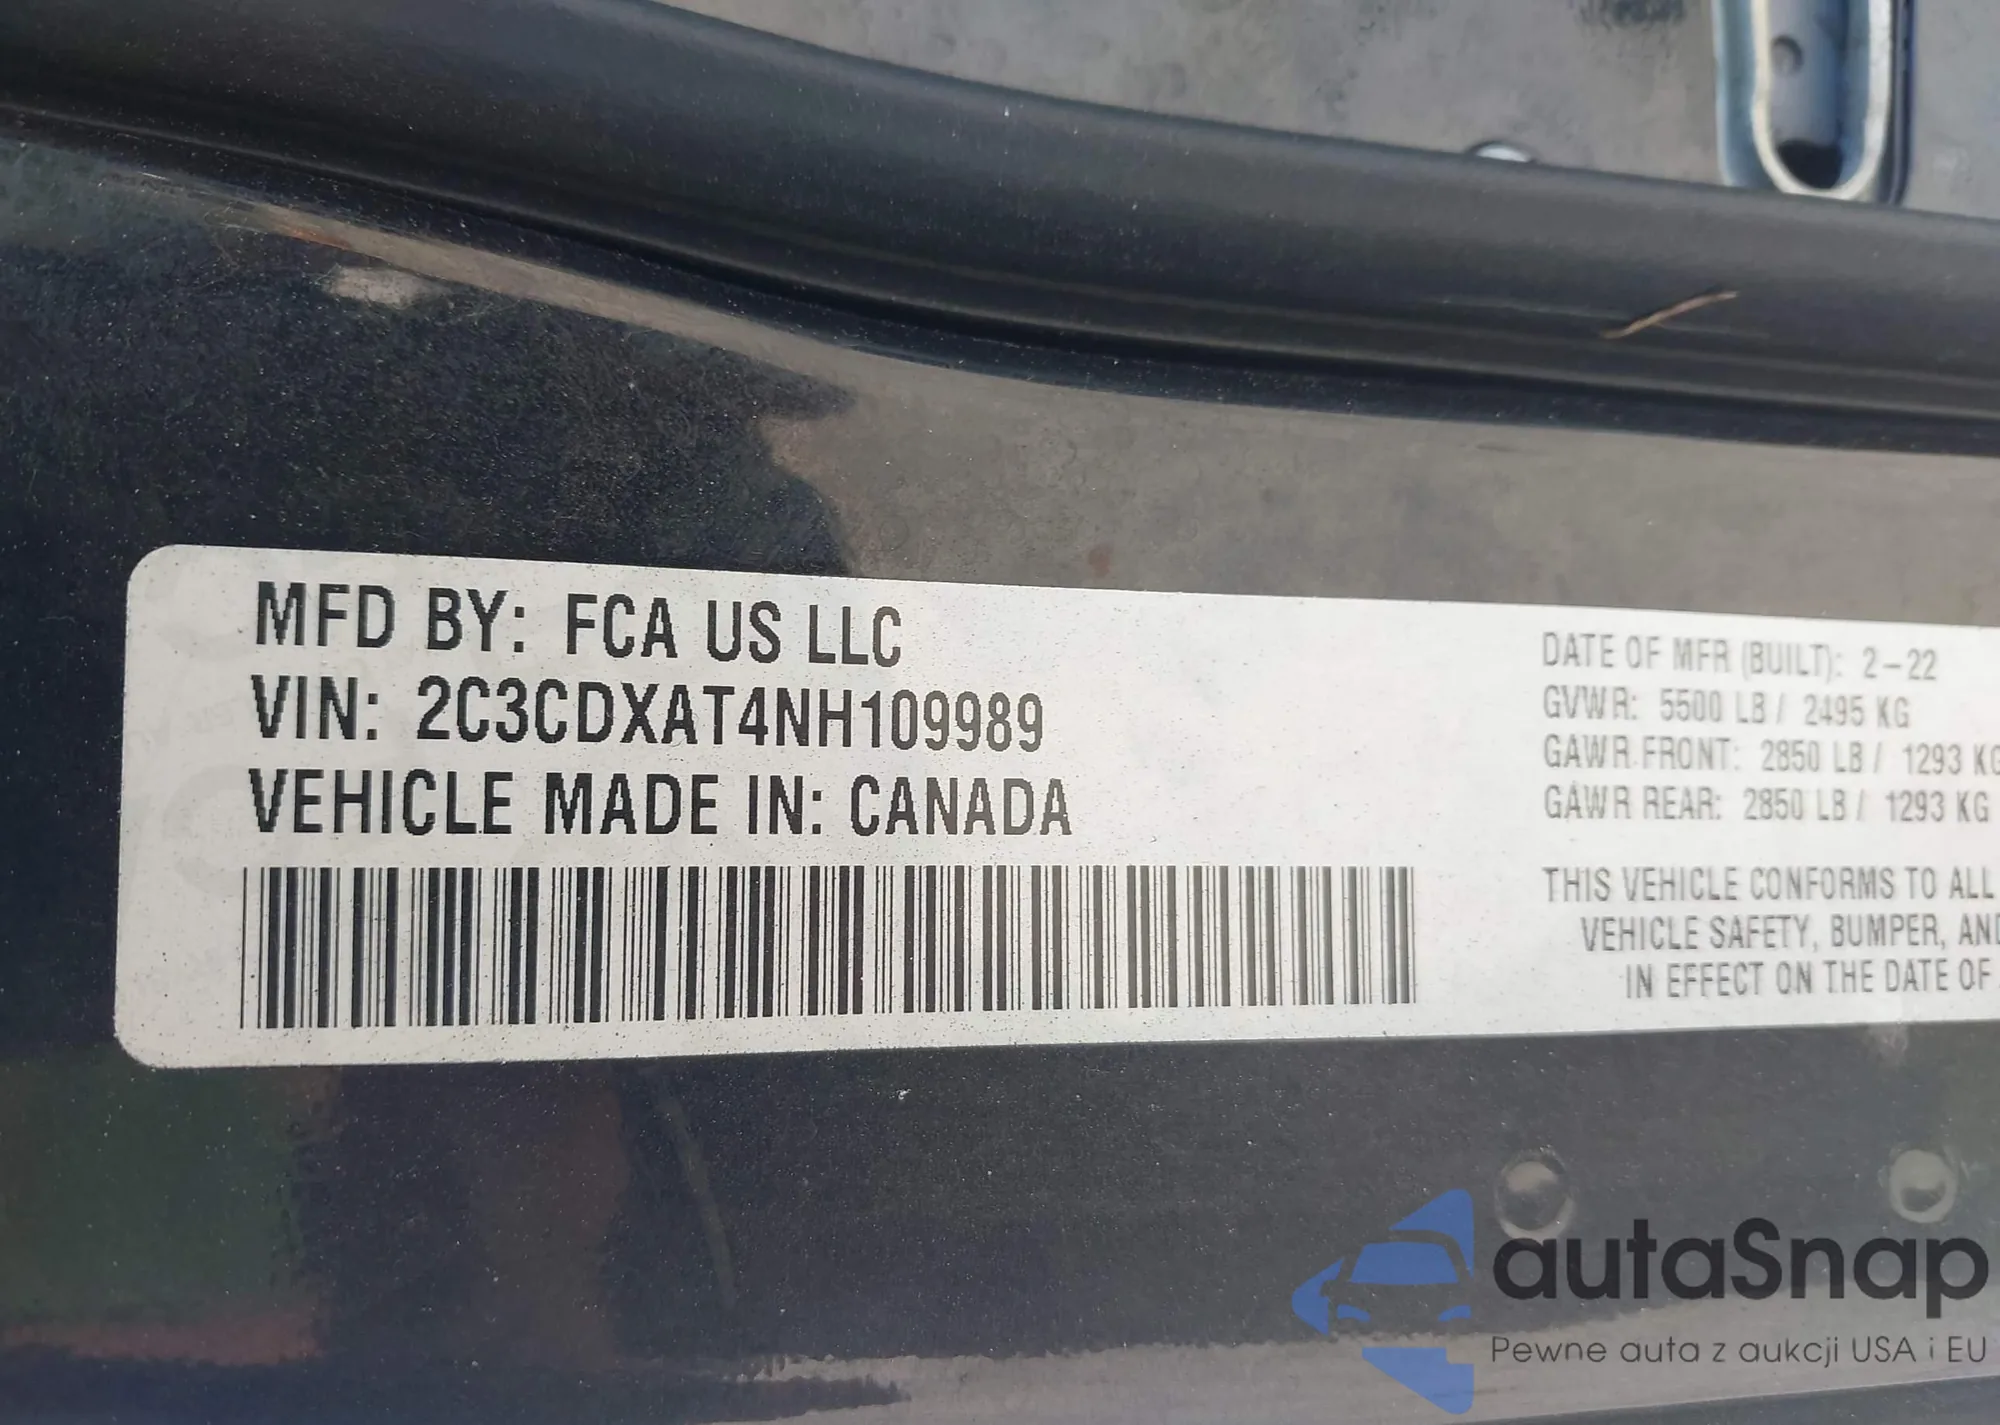 MFD BY: FCA US LLC
VIN: 2C3CDXAT4NH109989
VEHICLE MADE IN: CANADA
DATE OF MFR (BUILT): 2-22
GVWR: 5500 LB / 2495 KG
GAWR FRONT: 2850 LB / 1293 KG
GAWR REAR: 2850 LB / 1293 KG
THIS VEHICLE CONFORMS TO ALL
VEHICLE SAFETY, BUMPER, AND
IN EFFECT ON THE DATE OF
autaSnap
Pewne auta z aukcji USA i EU